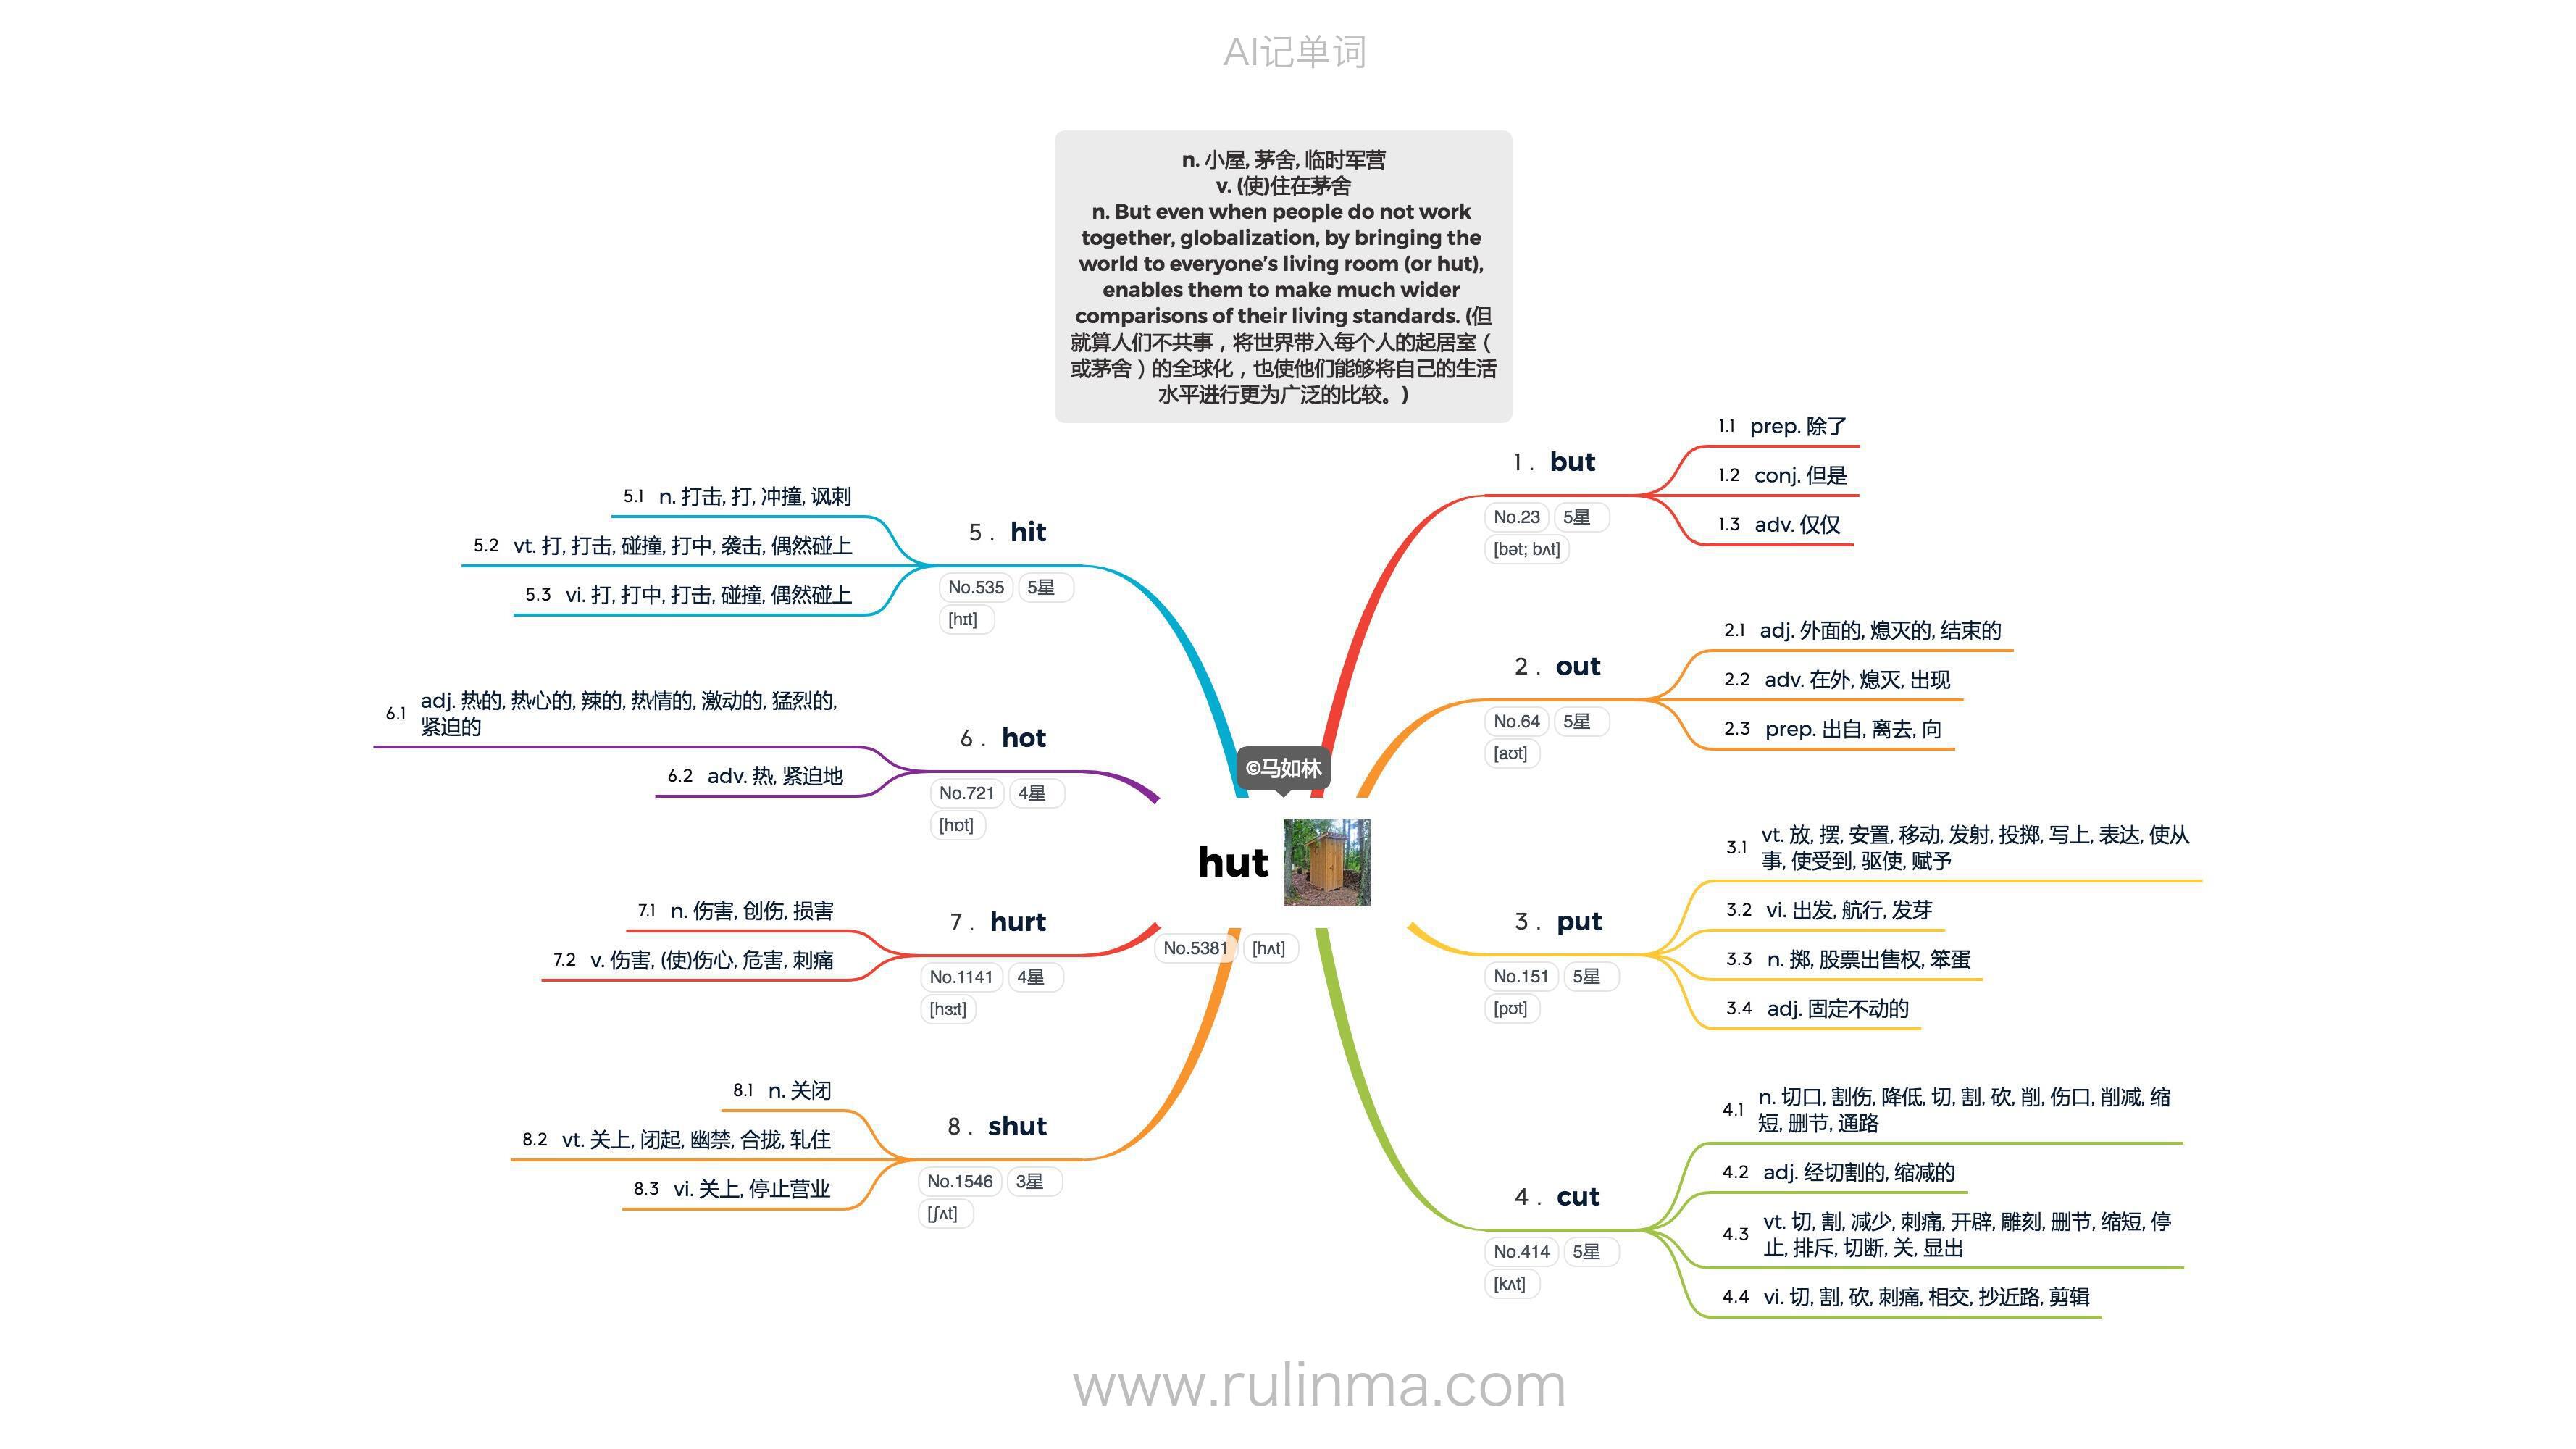 AI记单词
n. 小屋, 茅舍, 临时军营
v. (使)住在茅舍
n. But even when people do not work
together, globalization, by bringing the
world to everyone’s living room (or hut),
enables them to make much wider
comparisons of their living standards. (但
就算人们不共事，将世界带入每个人的起居室（
或茅舍）的全球化，也使他们能够将自己的生活
水平进行更为广泛的比较。)
©马如林
hut
No.5381 [hʌt]
1. but
No.23 5星
[bət; bʌt]
1.1 prep. 除了
1.2 conj. 但是
1.3 adv. 仅仅
2. out
No.64 5星
[aʊt]
2.1 adj. 外面的, 熄灭的, 结束的
2.2 adv. 在外, 熄灭, 出现
2.3 prep. 出自, 离去, 向
3. put
No.151 5星
[pʊt]
3.1 vt. 放, 摆, 安置, 移动, 发射, 投掷, 写上, 表达, 使从
事, 使受到, 驱使, 赋予
3.2 vi. 出发, 航行, 发芽
3.3 n. 掷, 股票出售权, 笨蛋
3.4 adj. 固定不动的
4. cut
No.414 5星
[kʌt]
4.1 n. 切口, 割伤, 降低, 切, 割, 砍, 削, 伤口, 削减, 缩
短, 删节, 通路
4.2 adj. 经切割的, 缩减的
4.3 vt. 切, 割, 减少, 刺痛, 开辟, 雕刻, 删节, 缩短, 停
止, 排斥, 切断, 关, 显出
4.4 vi. 切, 割, 砍, 刺痛, 相交, 抄近路, 剪辑
5. hit
No.535 5星
[hɪt]
5.1 n. 打击, 打, 冲撞, 讽刺
5.2 vt. 打, 打击, 碰撞, 打中, 袭击, 偶然碰上
5.3 vi. 打, 打中, 打击, 碰撞, 偶然碰上
6. hot
No.721 4星
[hɒt]
6.1 adj. 热的, 热心的, 辣的, 热情的, 激动的, 猛烈的,
紧迫的
6.2 adv. 热, 紧迫地
7. hurt
No.1141 4星
[hɜːt]
7.1 n. 伤害, 创伤, 损害
7.2 v. 伤害, (使)伤心, 危害, 刺痛
8. shut
No.1546 3星
[ʃʌt]
8.1 n. 关闭
8.2 vt. 关上, 闭起, 幽禁, 合拢, 轧住
8.3 vi. 关上, 停止营业
www.rulinma.com